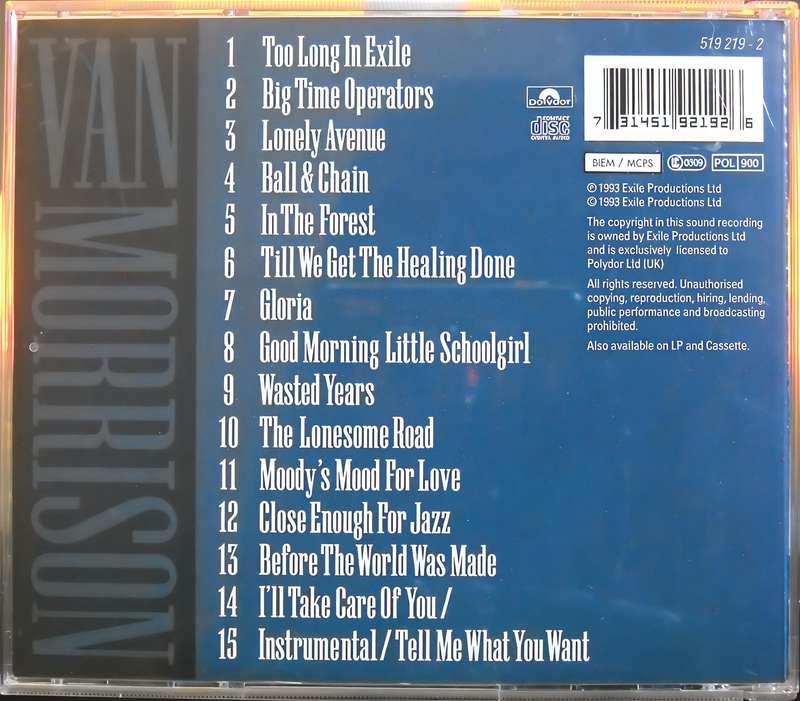 VAN MORRISON
1 Too Long In Exile
2 Big Time Operators
3 Lonely Avenue
4 Ball & Chain
5 In The Forest
6 Till We Get The Healing Done
7 Gloria
8 Good Morning Little Schoolgirl
9 Wasted Years
10 The Lonesome Road
11 Moody's Mood For Love
12 Close Enough For Jazz
13 Before The World Was Made
14 I'll Take Care Of You /
15 Instrumental / Tell Me What You Want
519 219 - 2
polydor
COMPACT
disc
DIGITAL AUDIO
7 31451 92192 6
BIEM / MCPS
LC 0309
POL 900
℗ 1993 Exile Productions Ltd
© 1993 Exile Productions Ltd
The copyright in this sound recording
is owned by Exile Productions Ltd
and is exclusively licensed to
Polydor Ltd (UK)
All rights reserved. Unauthorised
copying, reproduction, hiring, lending,
public performance and broadcasting
prohibited.
Also available on LP and Cassette.